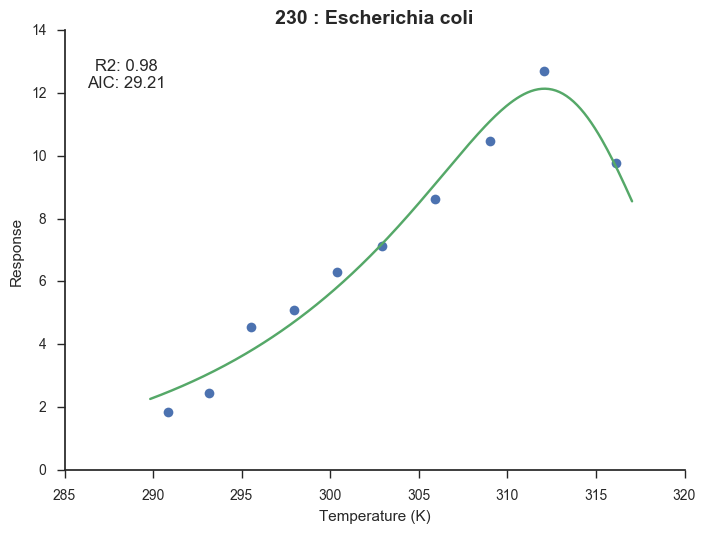 230 : Escherichia coli
R2: 0.98
AIC: 29.21
14
12
10
8
6
4
2
0
Response
285 290 295 300 305 310 315 320
Temperature (K)